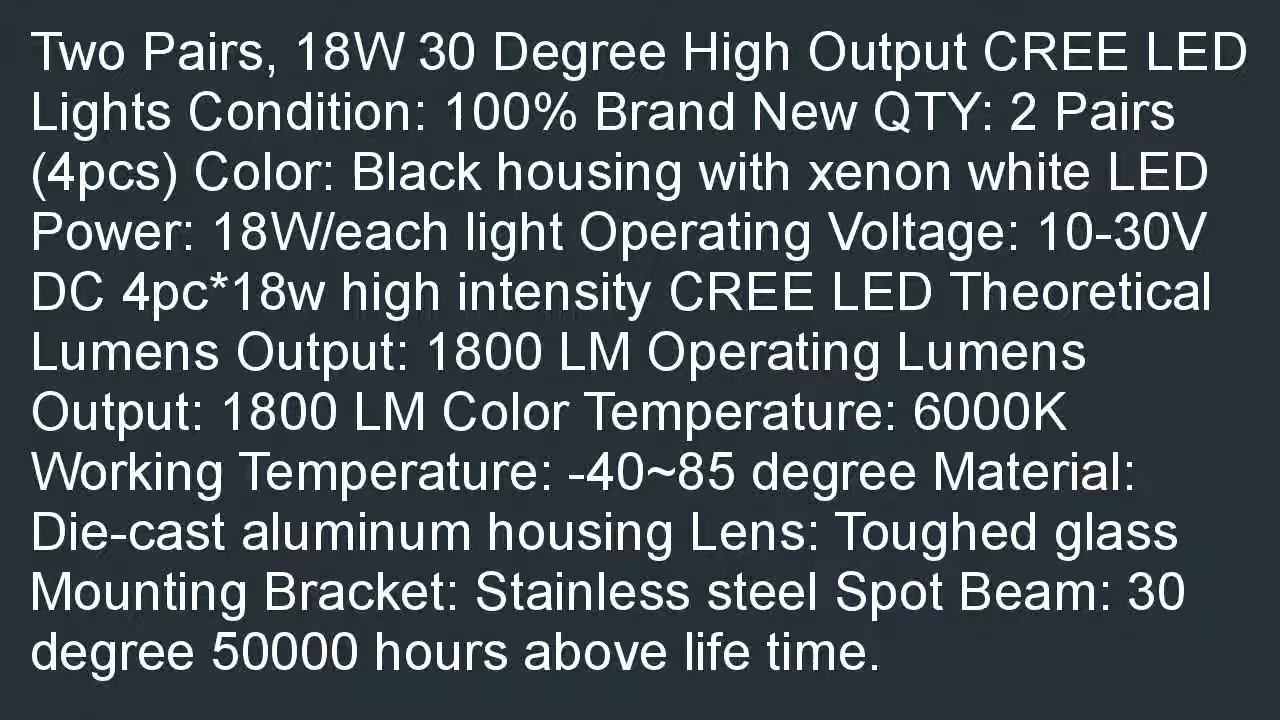 Two Pairs, 18W 30 Degree High Output CREE LED
Lights Condition: 100% Brand New QTY: 2 Pairs
(4pcs) Color: Black housing with xenon white LED
Power: 18W/each light Operating Voltage: 10-30V
DC 4pc*18w high intensity CREE LED Theoretical
Lumens Output: 1800 LM Operating Lumens
Output: 1800 LM Color Temperature: 6000K
Working Temperature: -40~85 degree Material:
Die-cast aluminum housing Lens: Toughed glass
Mounting Bracket: Stainless steel Spot Beam: 30
degree 50000 hours above life time.